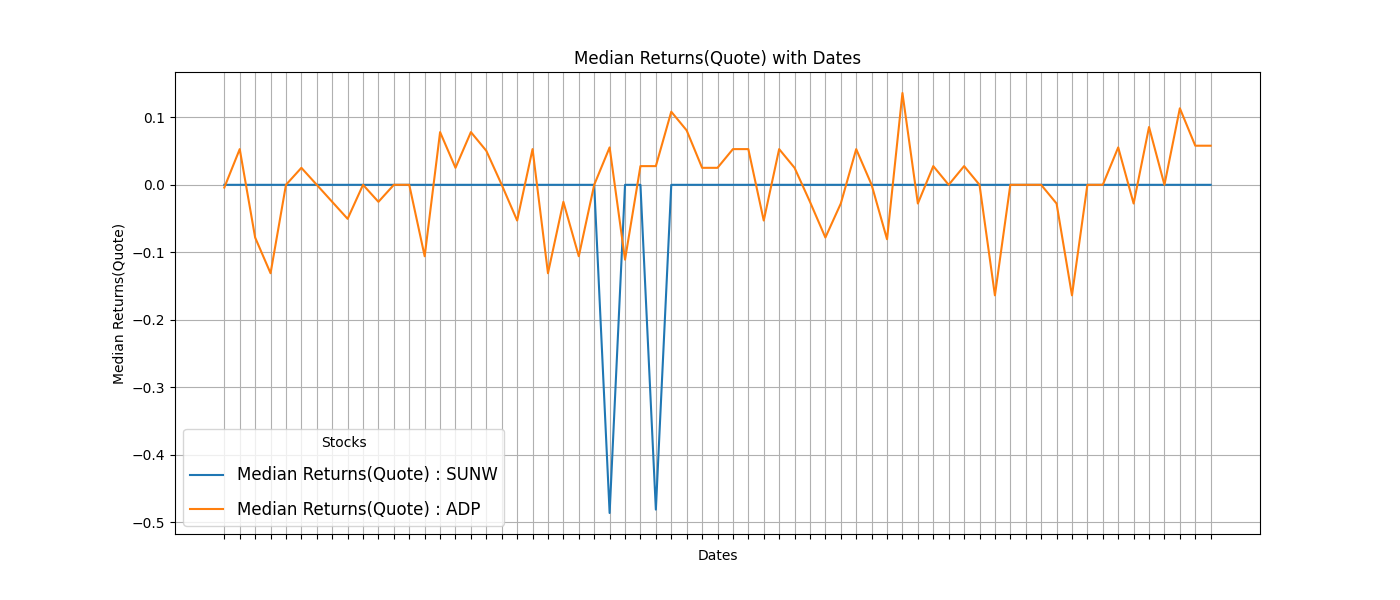 Median Returns(Quote) with Dates
Median Returns(Quote)
0.1
0.0
−0.1
−0.2
−0.3
−0.4
−0.5
Stocks
Median Returns(Quote) : SUNW
Median Returns(Quote) : ADP
Dates